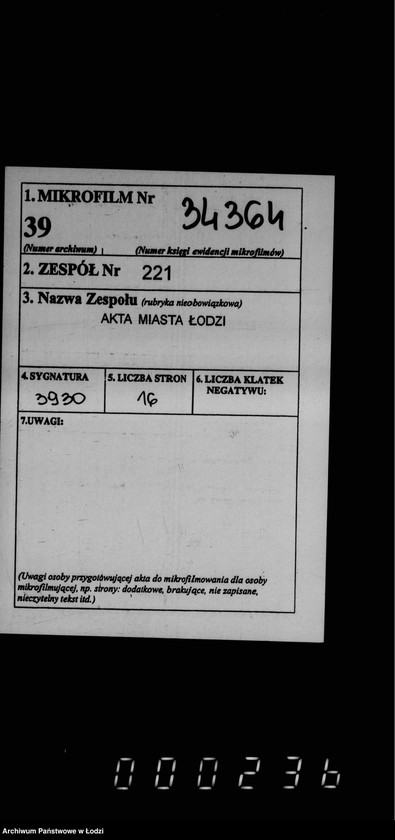 1. MIKROFILM Nr 34364
39
(Numer archiwum) (Numer księgi ewidencji mikrofilmów)
2. ZESPÓŁ Nr 221
3. Nazwa Zespołu (rubryka nieobowiązkowa)
AKTA MIASTA ŁODZI
4. SYGNATURA 5. LICZBA STRON 6. LICZBA KLATEK
NEGATYWU:
3930 16
7. UWAGI:
(Uwagi osoby przygotowującej akta do mikrofilmowania dla osoby
mikrofilmującej, np. strony: dodatkowe, brakujące, nie zapisane,
nieczytelny tekst itd.)
000236
Archiwum Państwowe w Łodzi